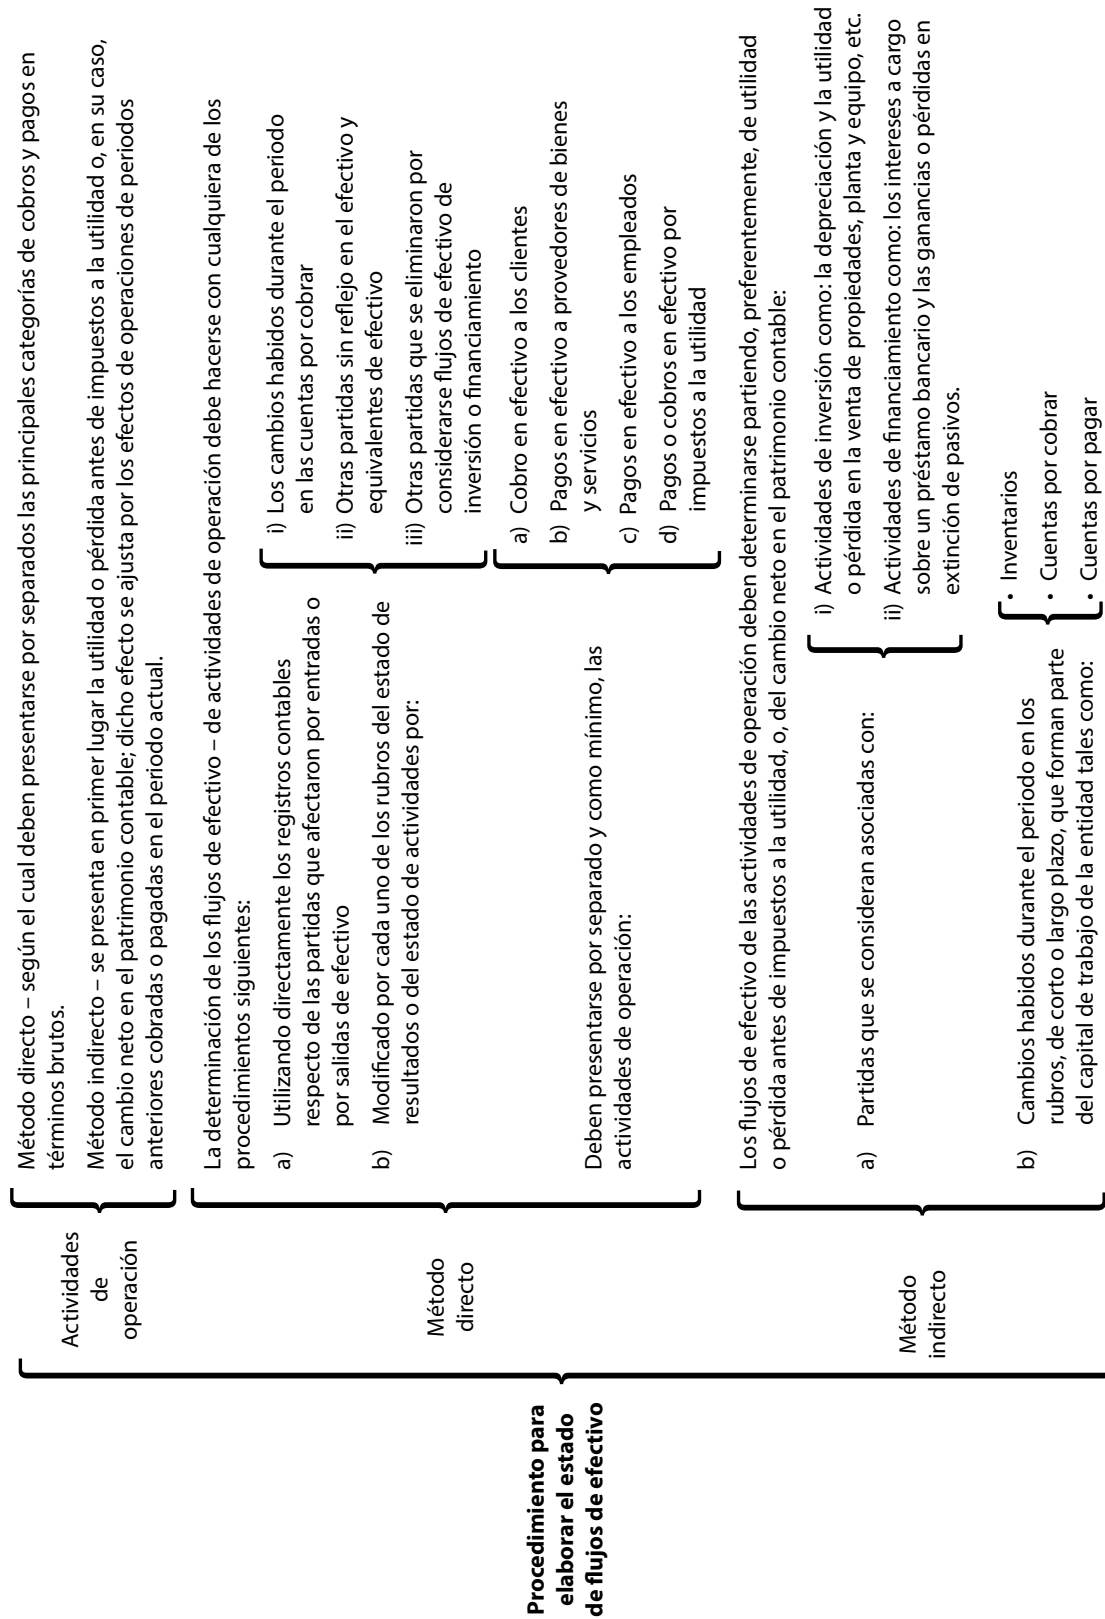 Procedimiento para
elaborar el estado
de flujos de efectivo
Actividades
de
operación
Método directo – según el cual deben presentarse por separados las principales categorías de cobros y pagos en
términos brutos.
Método indirecto – se presenta en primer lugar la utilidad o pérdida antes de impuestos a la utilidad o, en su caso,
el cambio neto en el patrimonio contable; dicho efecto se ajusta por los efectos de operaciones de periodos
anteriores cobradas o pagadas en el periodo actual.
Método
directo
La determinación de los flujos de efectivo – de actividades de operación debe hacerse con cualquiera de los
procedimientos siguientes:
a) Utilizando directamente los registros contables
respecto de las partidas que afectaron por entradas o
por salidas de efectivo
b) Modificado por cada uno de los rubros del estado de
resultados o del estado de actividades por:
i) Los cambios habidos durante el periodo
en las cuentas por cobrar
ii) Otras partidas sin reflejo en el efectivo y
equivalentes de efectivo
iii) Otras partidas que se eliminaron por
considerarse flujos de efectivo de
inversión o financiamiento
Deben presentarse por separado y como mínimo, las
actividades de operación:
a) Cobro en efectivo a los clientes
b) Pagos en efectivo a provedores de bienes
y servicios
c) Pagos en efectivo a los empleados
d) Pagos o cobros en efectivo por
impuestos a la utilidad
Método
indirecto
Los flujos de efectivo de las actividades de operación deben determinarse partiendo, preferentemente, de utilidad
o pérdida antes de impuestos a la utilidad, o, del cambio neto en el patrimonio contable:
a) Partidas que se consideran asociadas con:
i) Actividades de inversión como: la depreciación y la utilidad
o pérdida en la venta de propiedades, planta y equipo, etc.
ii) Actividades de financiamiento como: los intereses a cargo
sobre un préstamo bancario y las ganancias o pérdidas en
extinción de pasivos.
b) Cambios habidos durante el periodo en los
rubros, de corto o largo plazo, que forman parte
del capital de trabajo de la entidad tales como:
• Inventarios
• Cuentas por cobrar
• Cuentas por pagar